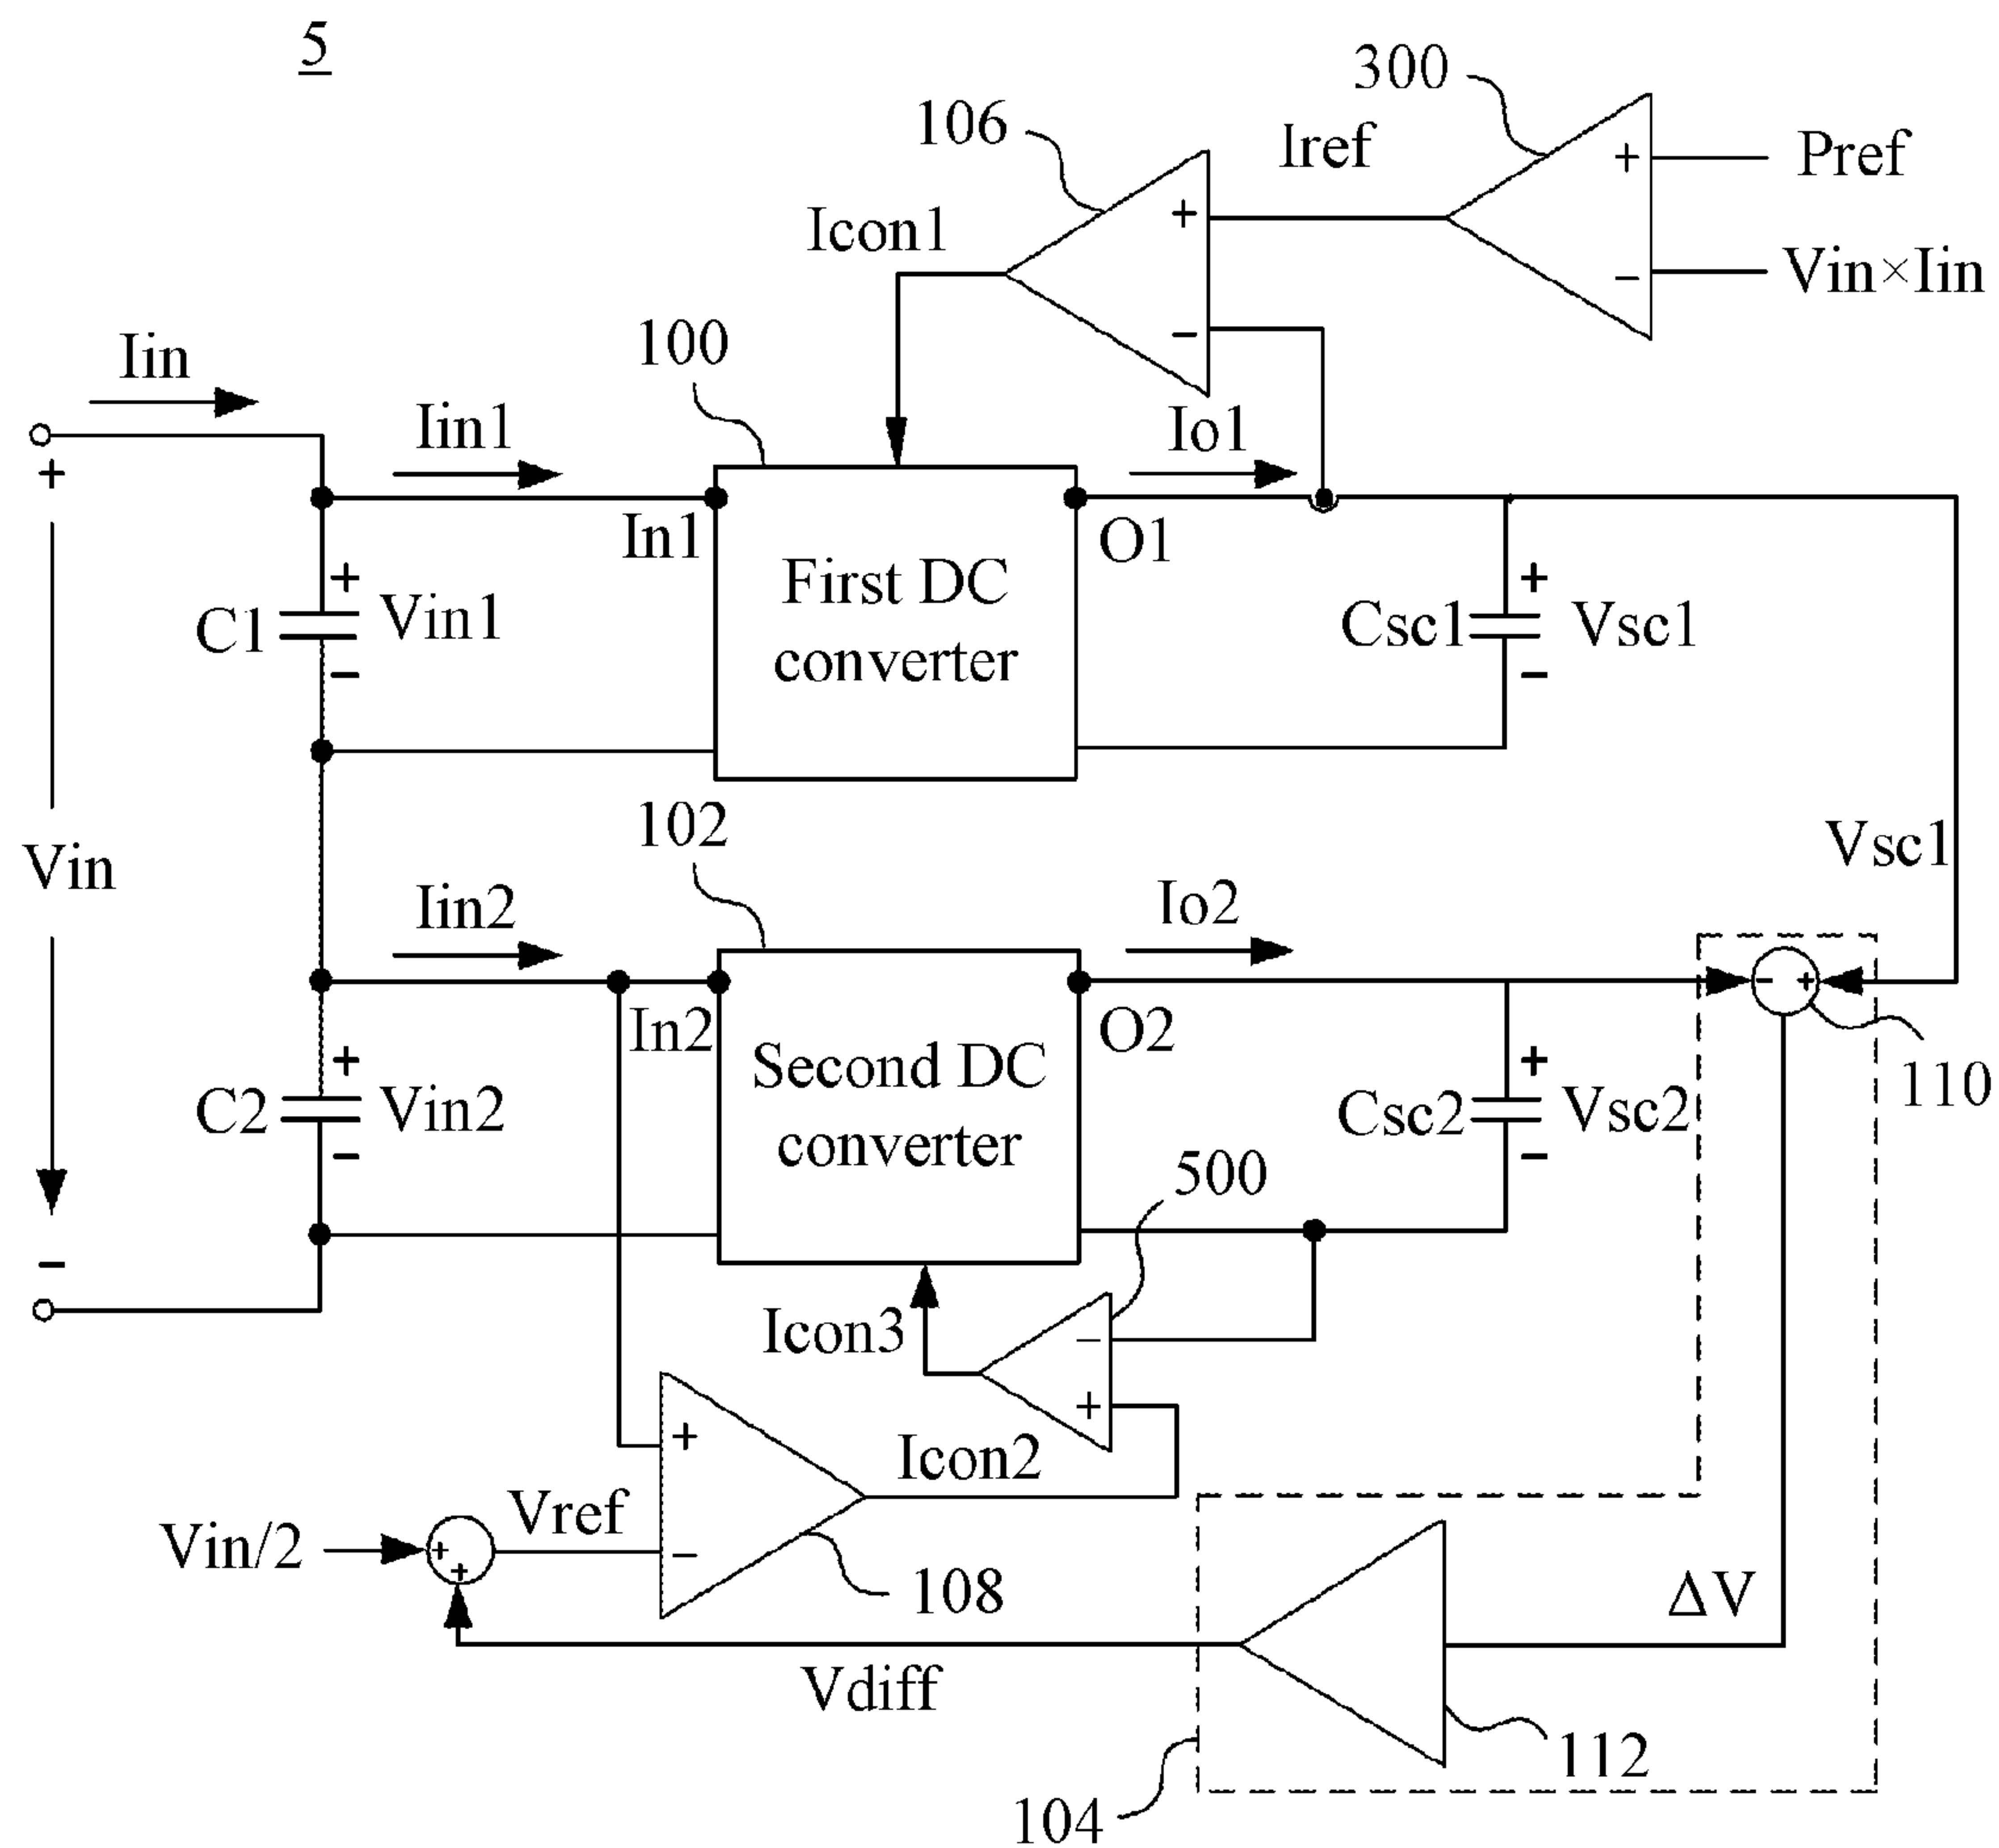 5
300
106
Iref
+
Pref
Icon1
+
−
Vin×Iin
−
100
Iin
Iin1
Io1
+
In1
O1
First DC
converter
+
C1
Vin1
−
+
Csc1
Vsc1
−
102
Vsc1
Vin
Iin2
Io2
In2
O2
−
+
Second DC
converter
110
+
C2
Vin2
−
+
Csc2
Vsc2
−
500
−
Icon3
−
+
+
Icon2
Vref
Vin/2
+
+
−
108
ΔV
Vdiff
112
104